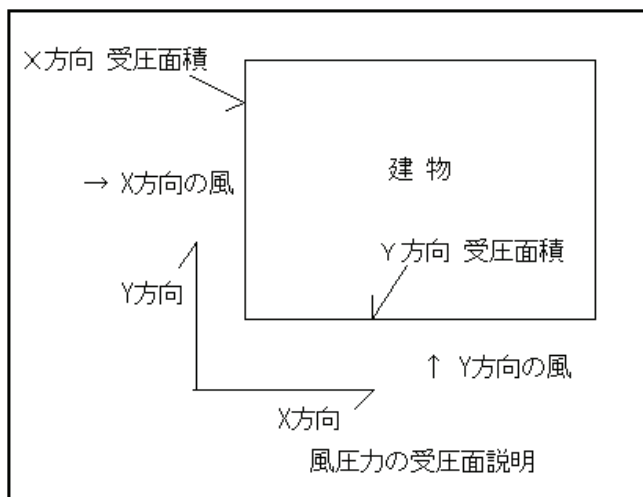 X方向 受圧面積
建 物
→ X方向の風
Y方向 受圧面積
Y方向
↑ Y方向の風
X方向
風圧力の受圧面説明